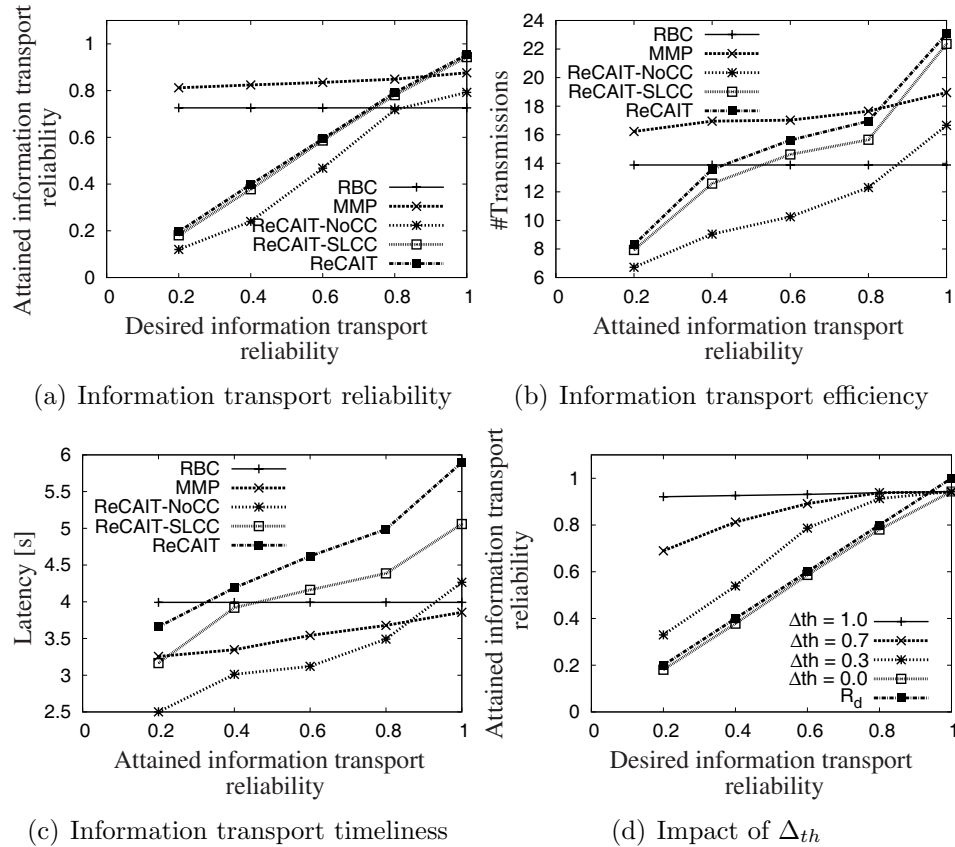 Attained information transport
reliability
1
0.8
0.6
0.4
0.2
0
RBC
MMP
ReCAIT-NoCC
ReCAIT-SLCC
ReCAIT
0 0.2 0.4 0.6 0.8 1
Desired information transport
reliability
(a) Information transport reliability
#Transmissions
24
22
20
18
16
14
12
10
8
6
RBC
MMP
ReCAIT-NoCC
ReCAIT-SLCC
ReCAIT
0 0.2 0.4 0.6 0.8 1
Attained information transport
reliability
(b) Information transport efficiency
Latency [s]
6
5.5
5
4.5
4
3.5
3
2.5
RBC
MMP
ReCAIT-NoCC
ReCAIT-SLCC
ReCAIT
0 0.2 0.4 0.6 0.8 1
Attained information transport
reliability
(c) Information transport timeliness
Attained information transport
reliability
1
0.8
0.6
0.4
0.2
0
Δth = 1.0
Δth = 0.7
Δth = 0.3
Δth = 0.0
R_d
0 0.2 0.4 0.6 0.8 1
Desired information transport
reliability
(d) Impact of Δ_th